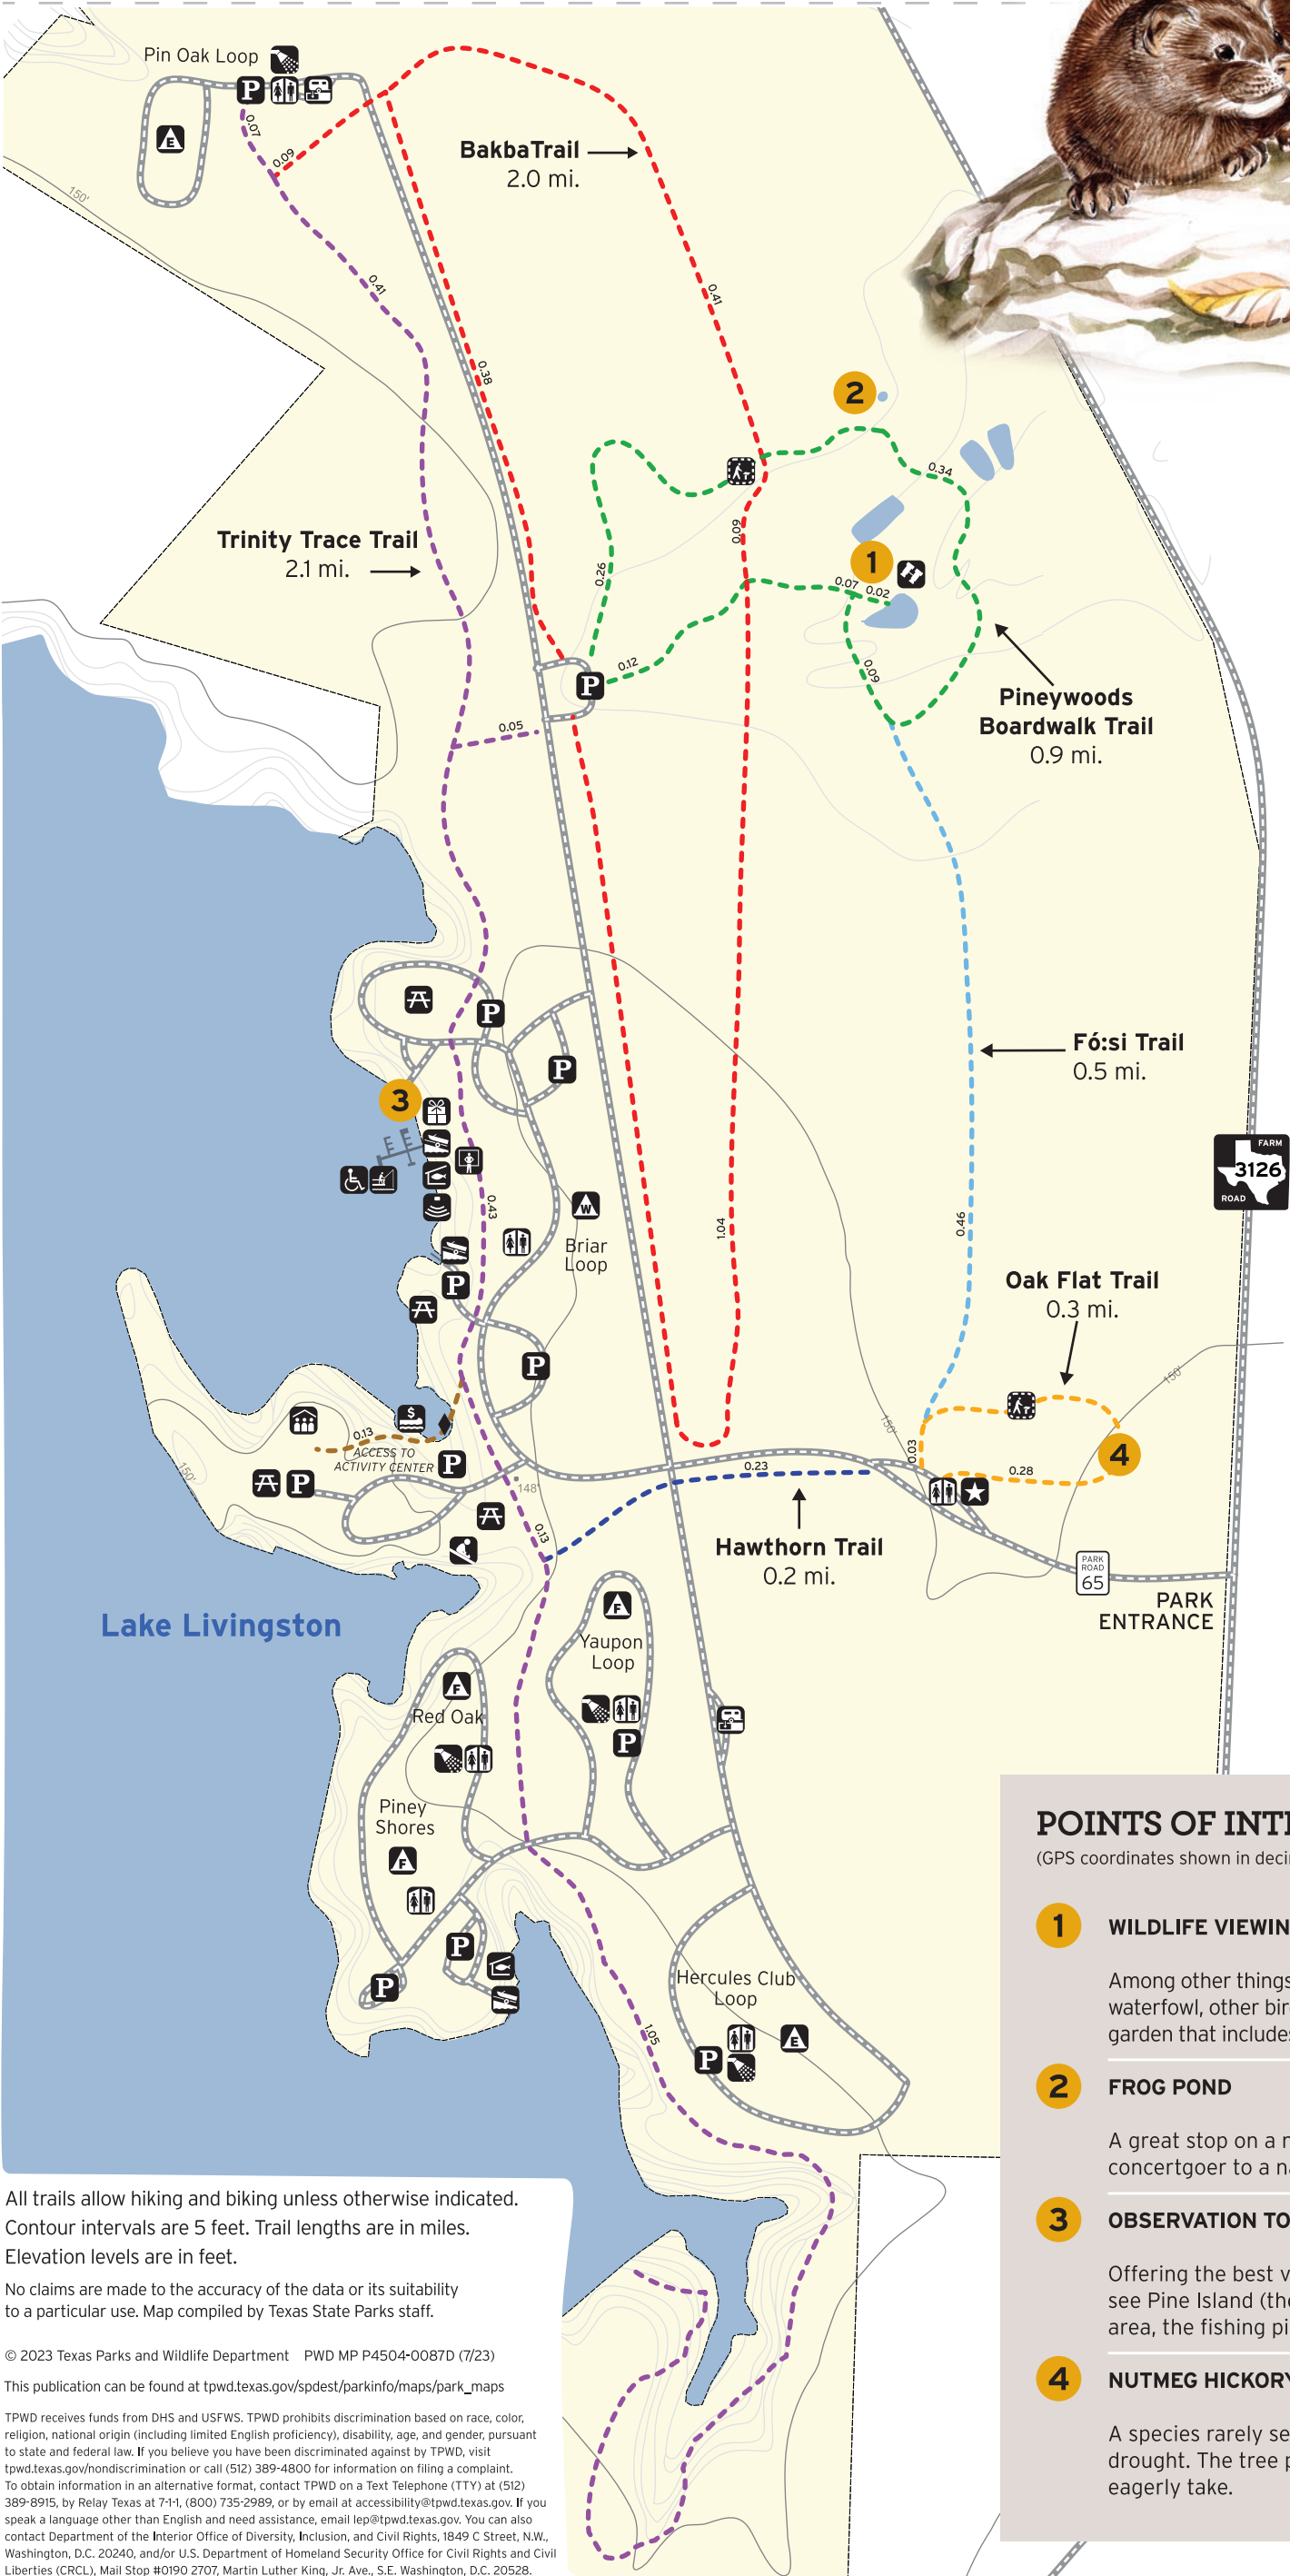 Pin Oak Loop
P
E
0.07
0.09
150'
BakbaTrail
2.0 mi.
0.41
0.41
0.38
2
0.34
Trinity Trace Trail
2.1 mi.
0.09
1
0.26
0.07
0.02
0.12
0.09
P
Pineywoods
Boardwalk Trail
0.9 mi.
0.05
P
Fó:si Trail
0.5 mi.
P
3
FARM
3126
ROAD
0.43
W
1.04
0.46
Briar
Loop
P
Oak Flat Trail
0.3 mi.
P
150'
$
0.13
ACCESS TO
ACTIVITY CENTER
P
150'
0.03
4
150'
P
0.23
0.28
148'
0.13
Hawthorn Trail
0.2 mi.
PARK
ROAD
65
PARK
ENTRANCE
Lake Livingston
F
Yaupon
Loop
F
Red Oak
P
Piney
Shores
F
P
P
Hercules Club
Loop
1.05
E
P
POINTS OF INT
(GPS coordinates shown in deci
1
WILDLIFE VIEWIN
Among other things
waterfowl, other bir
garden that includes
2
FROG POND
A great stop on a n
concertgoer to a na
3
OBSERVATION TO
Offering the best v
see Pine Island (the
area, the fishing pi
4
NUTMEG HICKORY
A species rarely se
drought. The tree p
eagerly take.
All trails allow hiking and biking unless otherwise indicated.
Contour intervals are 5 feet. Trail lengths are in miles.
Elevation levels are in feet.
No claims are made to the accuracy of the data or its suitability
to a particular use. Map compiled by Texas State Parks staff.
© 2023 Texas Parks and Wildlife Department PWD MP P4504-0087D (7/23)
This publication can be found at tpwd.texas.gov/spdest/parkinfo/maps/park_maps
TPWD receives funds from DHS and USFWS. TPWD prohibits discrimination based on race, color,
religion, national origin (including limited English proficiency), disability, age, and gender, pursuant
to state and federal law. If you believe you have been discriminated against by TPWD, visit
tpwd.texas.gov/nondiscrimination or call (512) 389-4800 for information on filing a complaint.
To obtain information in an alternative format, contact TPWD on a Text Telephone (TTY) at (512)
389-8915, by Relay Texas at 7-1-1, (800) 735-2989, or by email at accessibility@tpwd.texas.gov. If you
speak a language other than English and need assistance, email lep@tpwd.texas.gov. You can also
contact Department of the Interior Office of Diversity, Inclusion, and Civil Rights, 1849 C Street, N.W.,
Washington, D.C. 20240, and/or U.S. Department of Homeland Security Office for Civil Rights and Civil
Liberties (CRCL), Mail Stop #0190 2707, Martin Luther King, Jr. Ave., S.E. Washington, D.C. 20528.